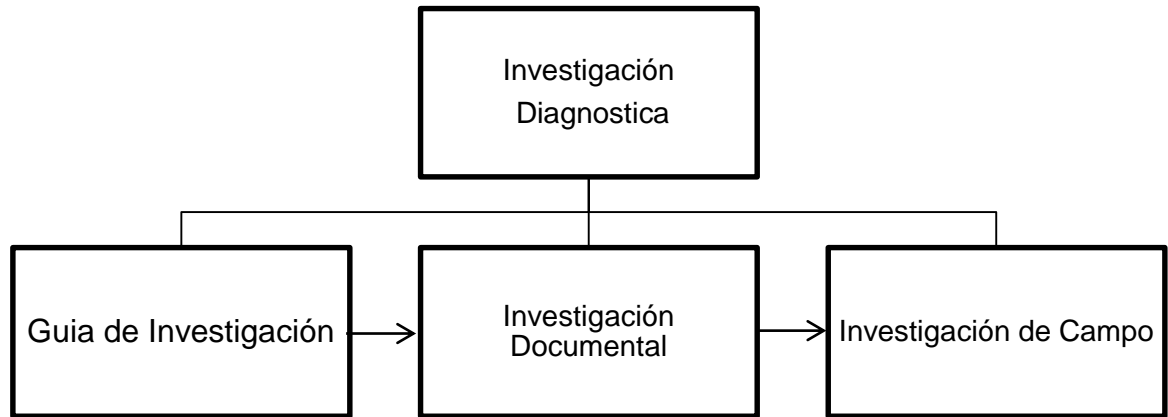 Investigación
Diagnostica
Guia de Investigación
Investigación
Documental
Investigación de Campo